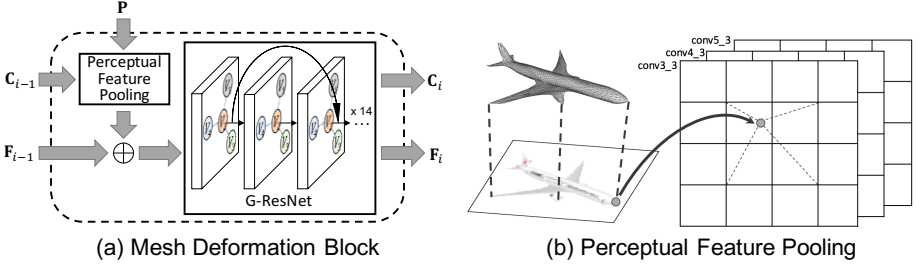 P
C_{i-1}
Perceptual
Feature
Pooling
F_{i-1}
x 14
G-ResNet
C_i
F_i
(a) Mesh Deformation Block
conv5_3
conv4_3
conv3_3
(b) Perceptual Feature Pooling